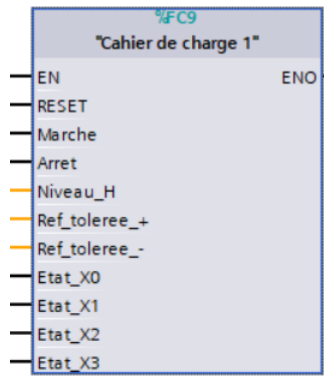 %FC9
"Cahier de charge 1"
EN ENO
RESET
Marche
Arret
Niveau_H
Ref_toleree_+
Ref_toleree_-
Etat_X0
Etat_X1
Etat_X2
Etat_X3